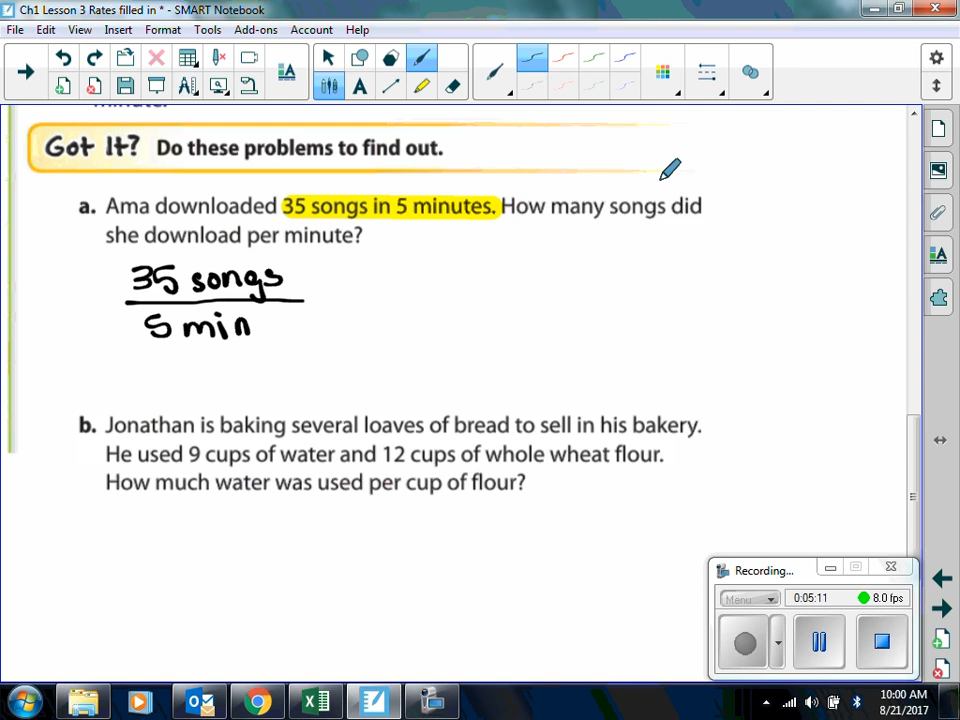 Ch1 Lesson 3 Rates filled in * - SMART Notebook
File Edit View Insert Format Tools Add-ons Account Help
Got It? Do these problems to find out.
a. Ama downloaded 35 songs in 5 minutes. How many songs did
she download per minute?
35 songs
5 min
b. Jonathan is baking several loaves of bread to sell in his bakery.
He used 9 cups of water and 12 cups of whole wheat flour.
How much water was used per cup of flour?
Recording...
Menu 0:05:11 8.0 fps
10:00 AM
8/21/2017